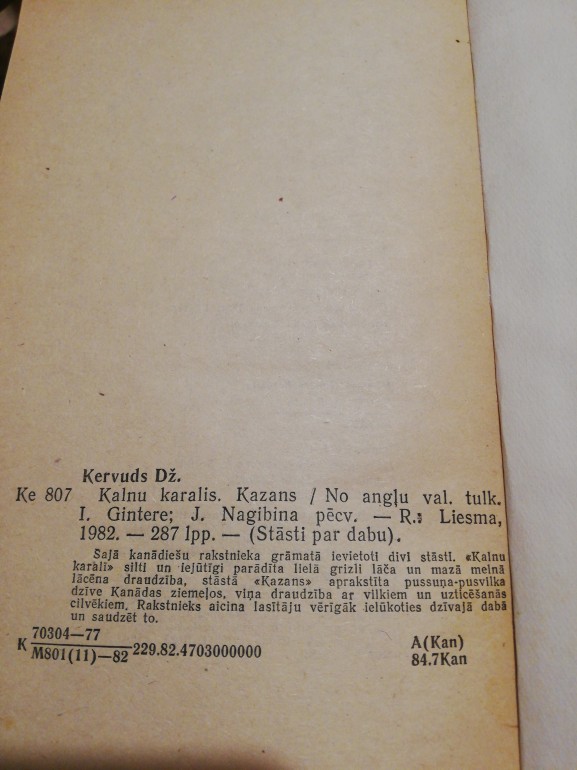 Kervuds Dž.
Ke 807 Kalnu karalis. Kazans / No angļu val. tulk.
I. Gintere; J. Nagibina pēcv. — R.: Liesma,
1982. — 287 lpp. — (Stāsti par dabu).
Šajā kanādiešu rakstnieka grāmatā ievietoti divi stāsti. «Kalnu
karali» silti un iejūtīgi parādīta lielā grizli lāča un mazā melnā
lācēna draudzība, stāstā «Kazans» aprakstīta pussuņa-pusvilka
dzīve Kanādas ziemeļos, viņa draudzība ar vilkiem un uzticēšanās
cilvēkiem. Rakstnieks aicina lasītāju vērīgāk ielūkoties dzīvajā dabā
un saudzēt to.
K 70304—77
M801(11)—82 229.82.4703000000
A(Kan)
84.7Kan